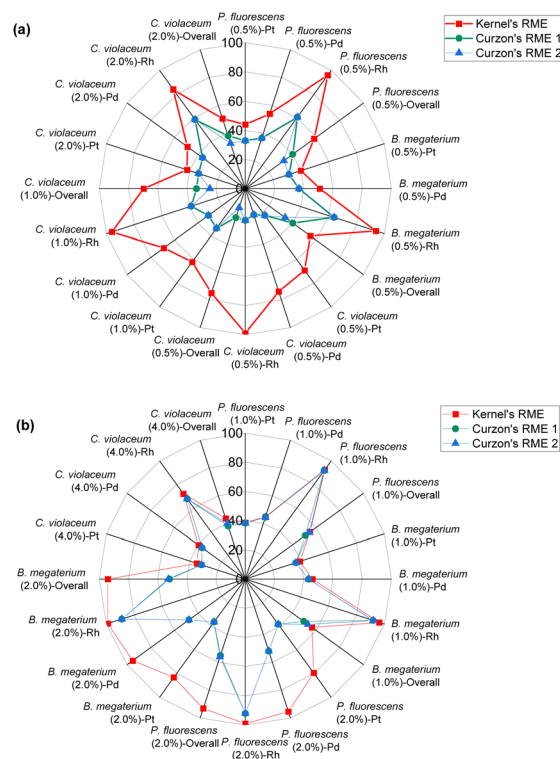 (a)
Kernel's RME
Curzon's RME 1
Curzon's RME 2
P. fluorescens
(0.5%)-Pt
P. fluorescens
(0.5%)-Pd
P. fluorescens
(0.5%)-Rh
P. fluorescens
(0.5%)-Overall
B. megaterium
(0.5%)-Pt
B. megaterium
(0.5%)-Pd
B. megaterium
(0.5%)-Rh
B. megaterium
(0.5%)-Overall
C. violaceum
(0.5%)-Pt
C. violaceum
(0.5%)-Pd
C. violaceum
(0.5%)-Rh
C. violaceum
(0.5%)-Overall
C. violaceum
(1.0%)-Pt
C. violaceum
(1.0%)-Pd
C. violaceum
(1.0%)-Rh
C. violaceum
(1.0%)-Overall
C. violaceum
(2.0%)-Pt
C. violaceum
(2.0%)-Pd
C. violaceum
(2.0%)-Rh
C. violaceum
(2.0%)-Overall
100
80
60
40
20
0
(b)
Kernel's RME
Curzon's RME 1
Curzon's RME 2
P. fluorescens
(1.0%)-Pt
P. fluorescens
(1.0%)-Pd
P. fluorescens
(1.0%)-Rh
P. fluorescens
(1.0%)-Overall
B. megaterium
(1.0%)-Pt
B. megaterium
(1.0%)-Pd
B. megaterium
(1.0%)-Rh
B. megaterium
(1.0%)-Overall
P. fluorescens
(2.0%)-Pt
P. fluorescens
(2.0%)-Pd
P. fluorescens
(2.0%)-Rh
P. fluorescens
(2.0%)-Overall
B. megaterium
(2.0%)-Pt
B. megaterium
(2.0%)-Pd
B. megaterium
(2.0%)-Rh
B. megaterium
(2.0%)-Overall
C. violaceum
(4.0%)-Pt
C. violaceum
(4.0%)-Pd
C. violaceum
(4.0%)-Rh
C. violaceum
(4.0%)-Overall
100
80
60
40
20
0